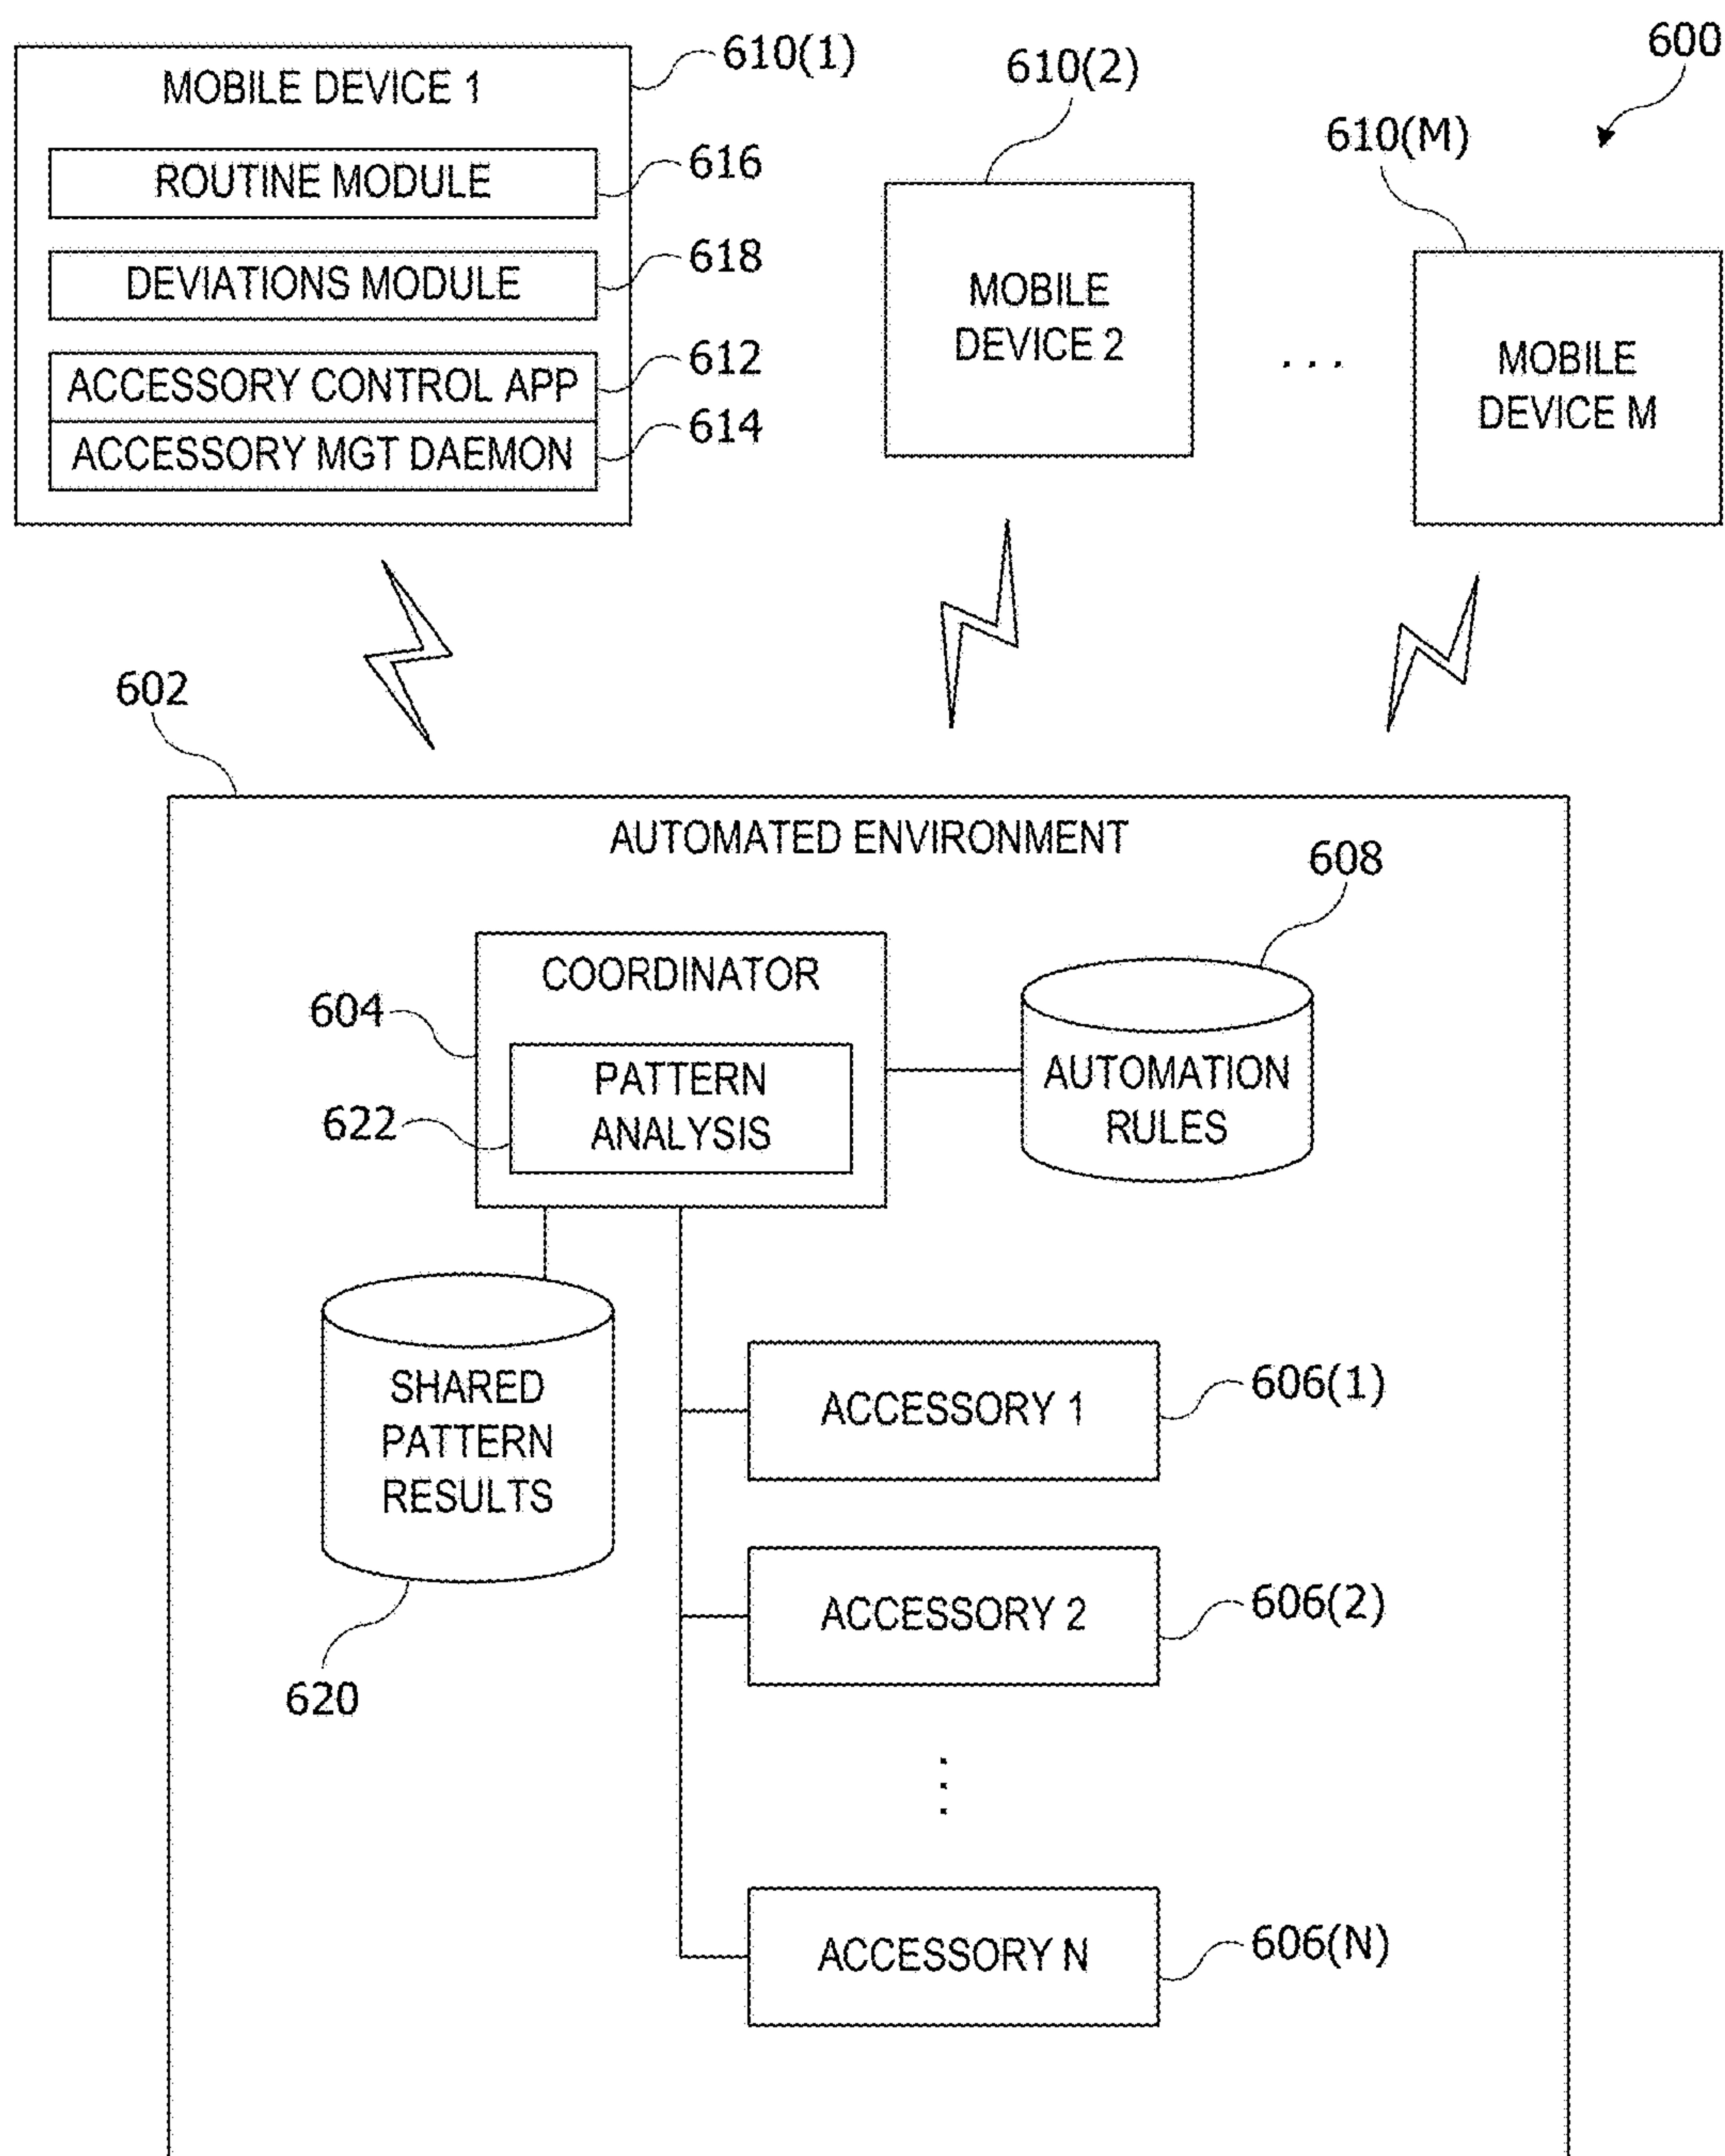 600
610(1)
MOBILE DEVICE 1
ROUTINE MODULE
616
DEVIATIONS MODULE
618
ACCESSORY CONTROL APP
612
ACCESSORY MGT DAEMON
614
610(2)
MOBILE
DEVICE 2
. . .
610(M)
MOBILE
DEVICE M
602
AUTOMATED ENVIRONMENT
608
COORDINATOR
604
PATTERN
ANALYSIS
622
AUTOMATION
RULES
SHARED
PATTERN
RESULTS
620
ACCESSORY 1
606(1)
ACCESSORY 2
606(2)
ACCESSORY N
606(N)